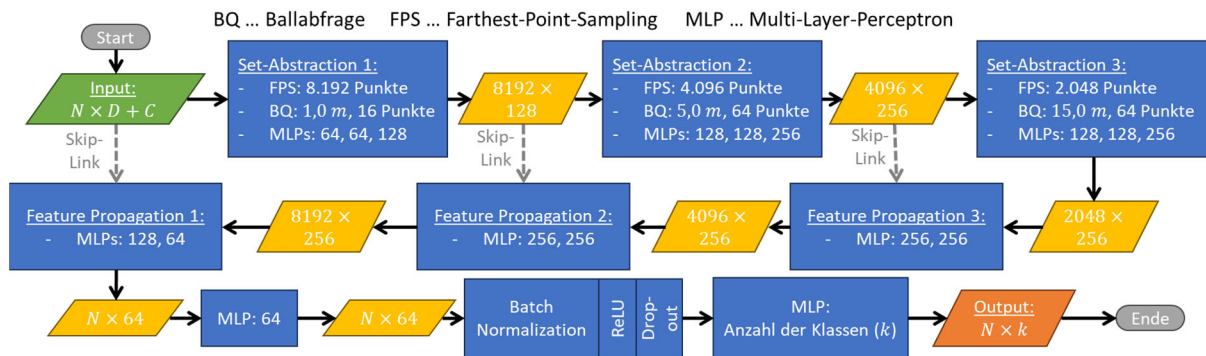 BQ ... Ballabfrage FPS ... Farthest-Point-Sampling MLP ... Multi-Layer-Perceptron
Start
Input:
N × D + C
Set-Abstraction 1:
- FPS: 8.192 Punkte
- BQ: 1,0 m, 16 Punkte
- MLPs: 64, 64, 128
8192 ×
128
Set-Abstraction 2:
- FPS: 4.096 Punkte
- BQ: 5,0 m, 64 Punkte
- MLPs: 128, 128, 256
4096 ×
256
Set-Abstraction 3:
- FPS: 2.048 Punkte
- BQ: 15,0 m, 64 Punkte
- MLPs: 128, 128, 256
Skip-
Link
Skip-
Link
Skip-
Link
Feature Propagation 1:
- MLPs: 128, 64
8192 ×
256
Feature Propagation 2:
- MLP: 256, 256
4096 ×
256
Feature Propagation 3:
- MLP: 256, 256
2048 ×
256
N × 64
MLP: 64
N × 64
Batch
Normalization
ReLU
Drop-
out
MLP:
Anzahl der Klassen (k)
Output:
N × k
Ende